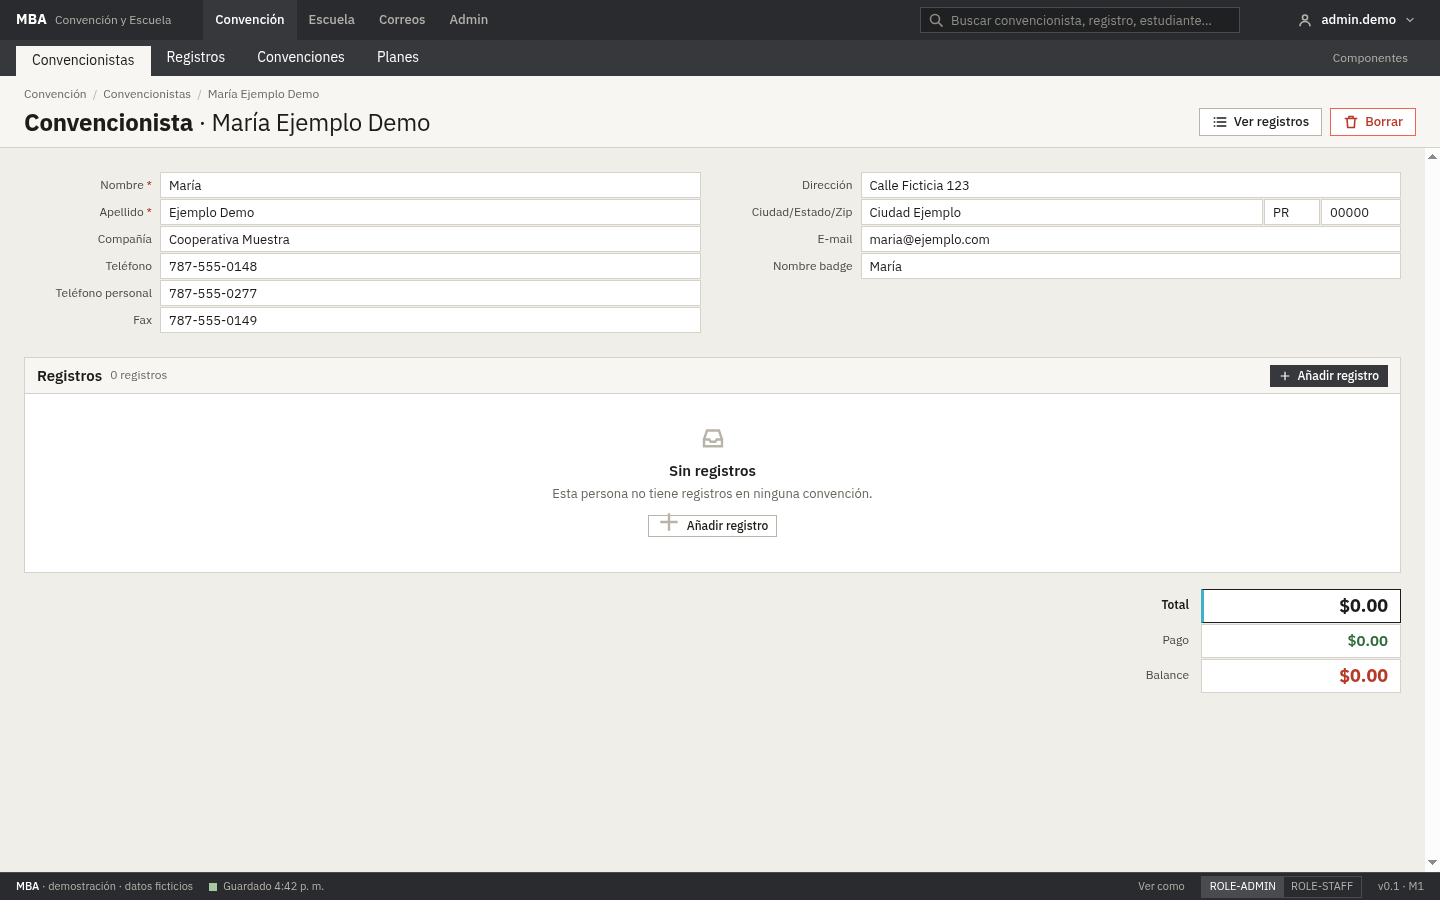 MBA Convención y Escuela Convención Escuela Correos Admin Buscar convencionista, registro, estudiante... admin.demo
Convencionistas Registros Convenciones Planes Componentes
Convención / Convencionistas / María Ejemplo Demo
Convencionista · María Ejemplo Demo Ver registros Borrar
Nombre * María Dirección Calle Ficticia 123
Apellido * Ejemplo Demo Ciudad/Estado/Zip Ciudad Ejemplo PR 00000
Compañía Cooperativa Muestra E-mail maria@ejemplo.com
Teléfono 787-555-0148 Nombre badge María
Teléfono personal 787-555-0277
Fax 787-555-0149
Registros 0 registros Añadir registro
Sin registros
Esta persona no tiene registros en ninguna convención.
Añadir registro
Total $0.00
Pago $0.00
Balance $0.00
MBA · demostración · datos ficticios Guardado 4:42 p. m. Ver como ROLE-ADMIN ROLE-STAFF v0.1 · M1